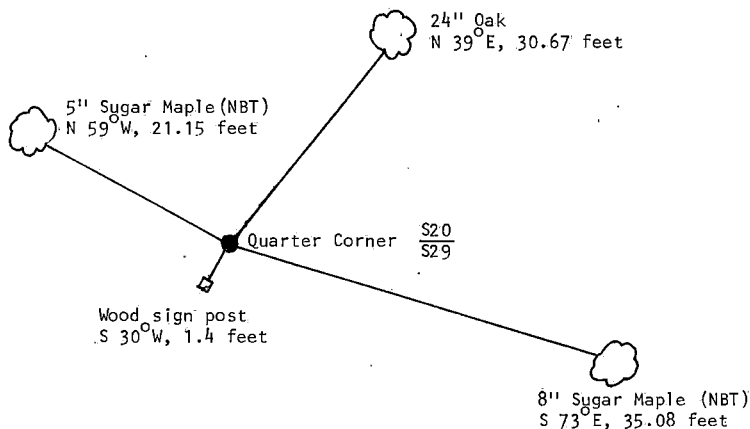 24" Oak
N 39°E, 30.67 feet
5" Sugar Maple (NBT)
N 59°W, 21.15 feet
Quarter Corner S20
S29
Wood sign post
S 30°W, 1.4 feet
8" Sugar Maple (NBT)
S 73°E, 35.08 feet